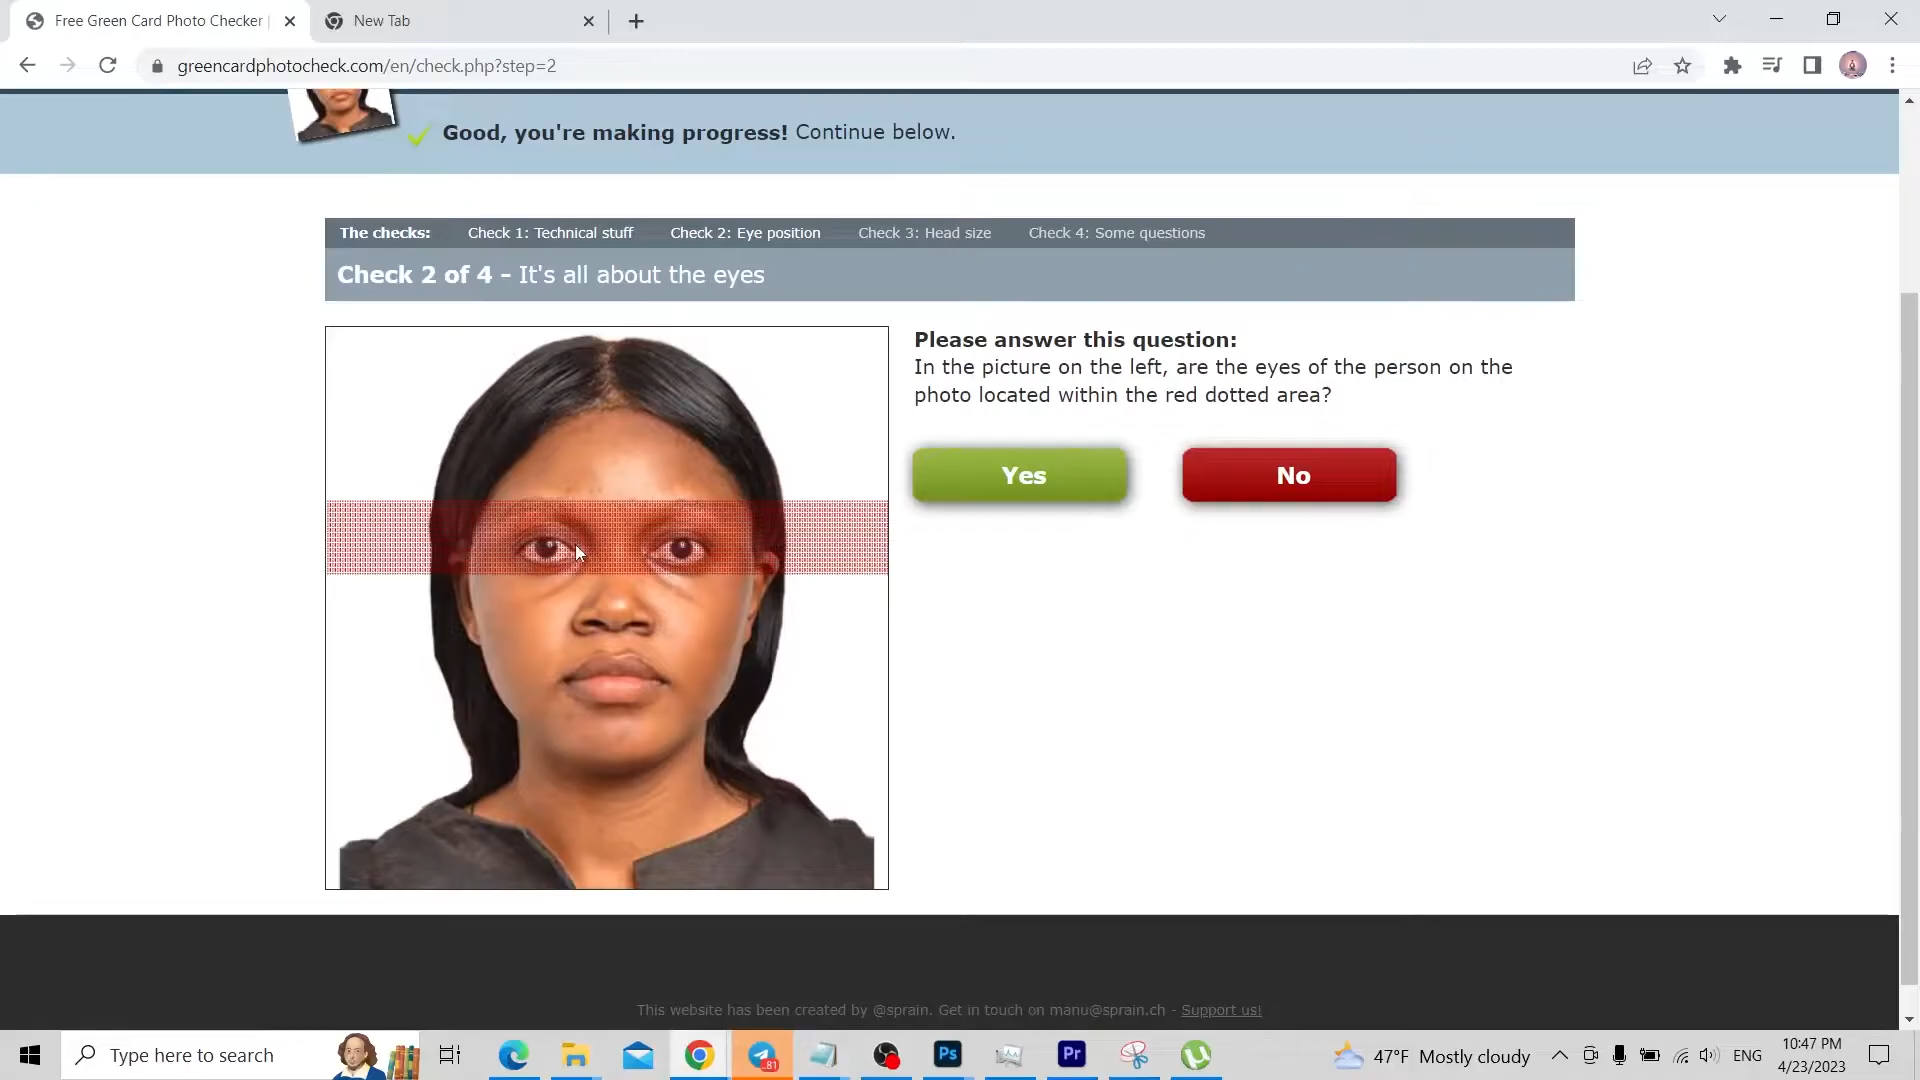 Free Green Card Photo Checker |
New Tab
greencardphotocheck.com/en/check.php?step=2
Good, you're making progress! Continue below.
The checks: Check 1: Technical stuff Check 2: Eye position Check 3: Head size Check 4: Some questions
Check 2 of 4 - It's all about the eyes
Please answer this question:
In the picture on the left, are the eyes of the person on the
photo located within the red dotted area?
Yes No
This website has been created by @sprain. Get in touch on manu@sprain.ch - Support us!
Type here to search
81
Ps
Pr
47°F Mostly cloudy
ENG
10:47 PM
4/23/2023